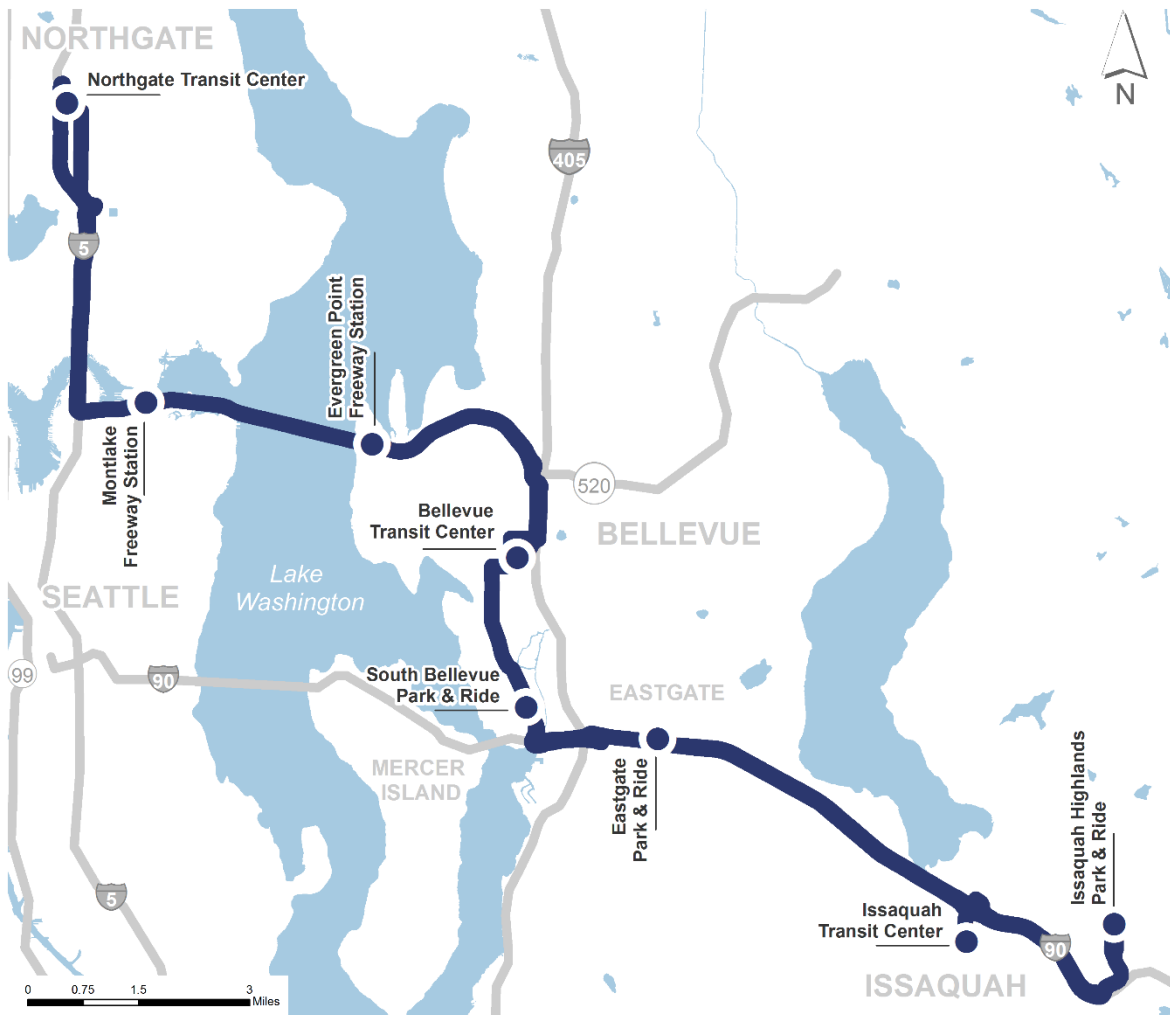 NORTHGATE
Northgate Transit Center
N
405
5
Evergreen Point
Freeway Station
Montlake
Freeway Station
520
Bellevue
Transit Center
BELLEVUE
Lake
Washington
SEATTLE
99
90
South Bellevue
Park & Ride
EASTGATE
MERCER
ISLAND
Eastgate
Park & Ride
Issaquah Highlands
Park & Ride
5
Issaquah
Transit Center
90
ISSAQUAH
0 0.75 1.5 3
Miles